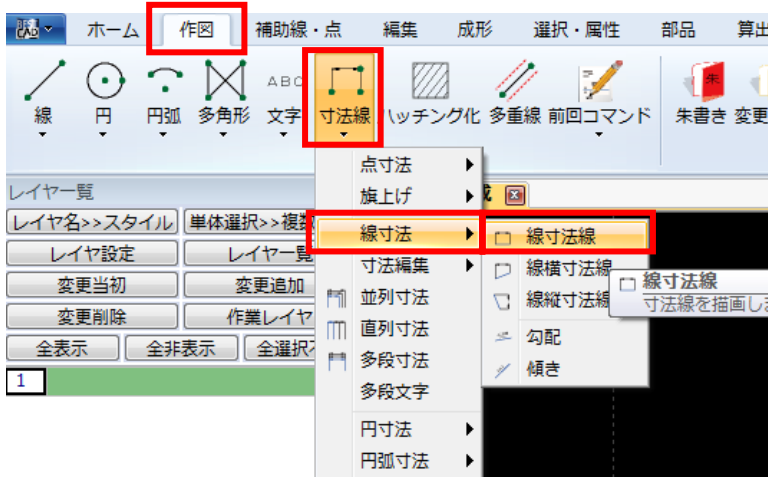 CAD ホーム 作図 補助線・点 編集 成形 選択・属性 部品 算出
ABC
朱
線 円 円弧 多角形 文字 寸法線 ハッチング化 多重線 前回コマンド 朱書き 変更
レイヤ一覧
レイヤ名>>スタイル 単体選択>>複数
レイヤ設定 レイヤ一覧
変更当初 変更追加
変更削除 作業レイヤ
全表示 全非表示 全選択
1
点寸法
旗上げ
線寸法
寸法編集
並列寸法
直列寸法
多段寸法
多段文字
円寸法
円弧寸法
成
線寸法線
線横寸法線
線縦寸法線
勾配
傾き
線寸法線
寸法線を描画しま